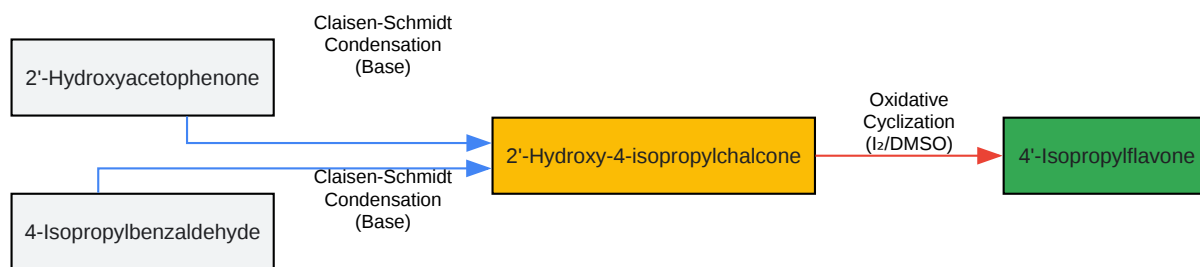 Claisen-Schmidt
Condensation
(Base)
2'-Hydroxyacetophenone
Oxidative
Cyclization
(I₂/DMSO)
2'-Hydroxy-4-isopropylchalcone
4'-Isopropylflavone
Claisen-Schmidt
Condensation
(Base)
4-Isopropylbenzaldehyde